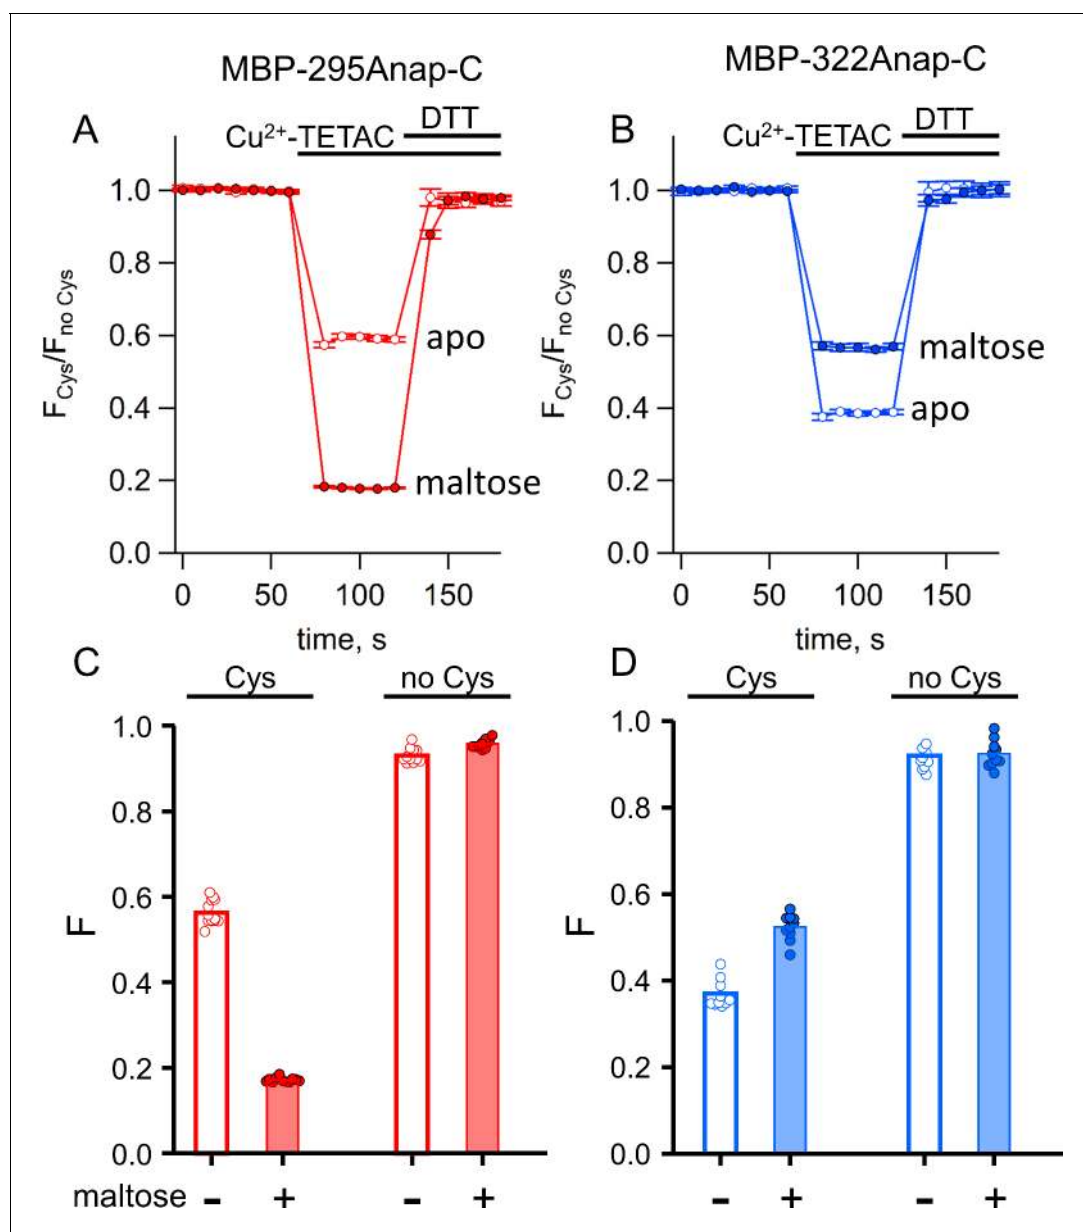 MBP-295Anap-C
MBP-322Anap-C
A
DTT
Cu²⁺-TETAC
1.0
0.8
0.6
0.4
0.2
0.0
F_Cys/F_no Cys
apo
maltose
0 50 100 150
time, s
B
DTT
Cu²⁺-TETAC
1.0
0.8
0.6
0.4
0.2
0.0
F_Cys/F_no Cys
maltose
apo
0 50 100 150
time, s
C
Cys no Cys
1.0
0.8
0.6
0.4
0.2
0.0
F
maltose - + - +
D
Cys no Cys
1.0
0.8
0.6
0.4
0.2
0.0
F
- + - +